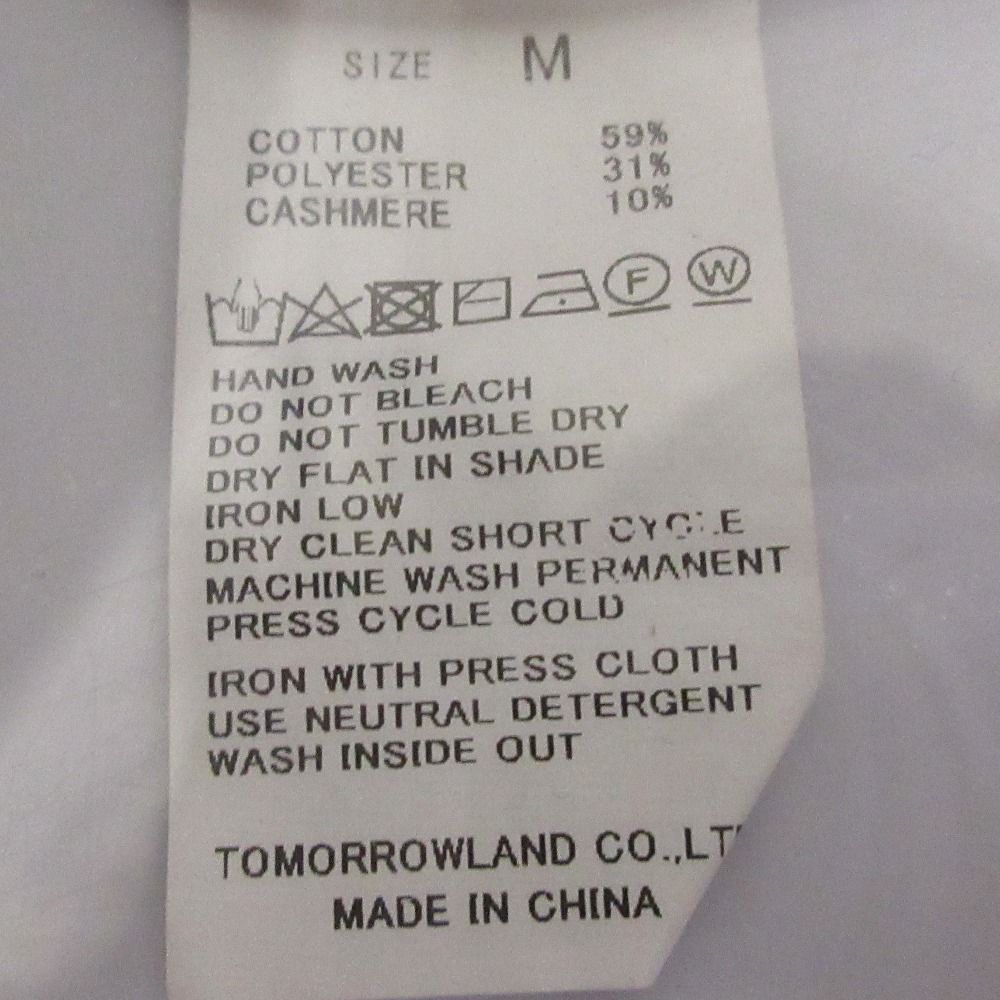 SIZE M
COTTON 59%
POLYESTER 31%
CASHMERE 10%
F W
HAND WASH
DO NOT BLEACH
DO NOT TUMBLE DRY
DRY FLAT IN SHADE
IRON LOW
DRY CLEAN SHORT CYCLE
MACHINE WASH PERMANENT
PRESS CYCLE COLD
IRON WITH PRESS CLOTH
USE NEUTRAL DETERGENT
WASH INSIDE OUT
TOMORROWLAND CO.,LT
MADE IN CHINA